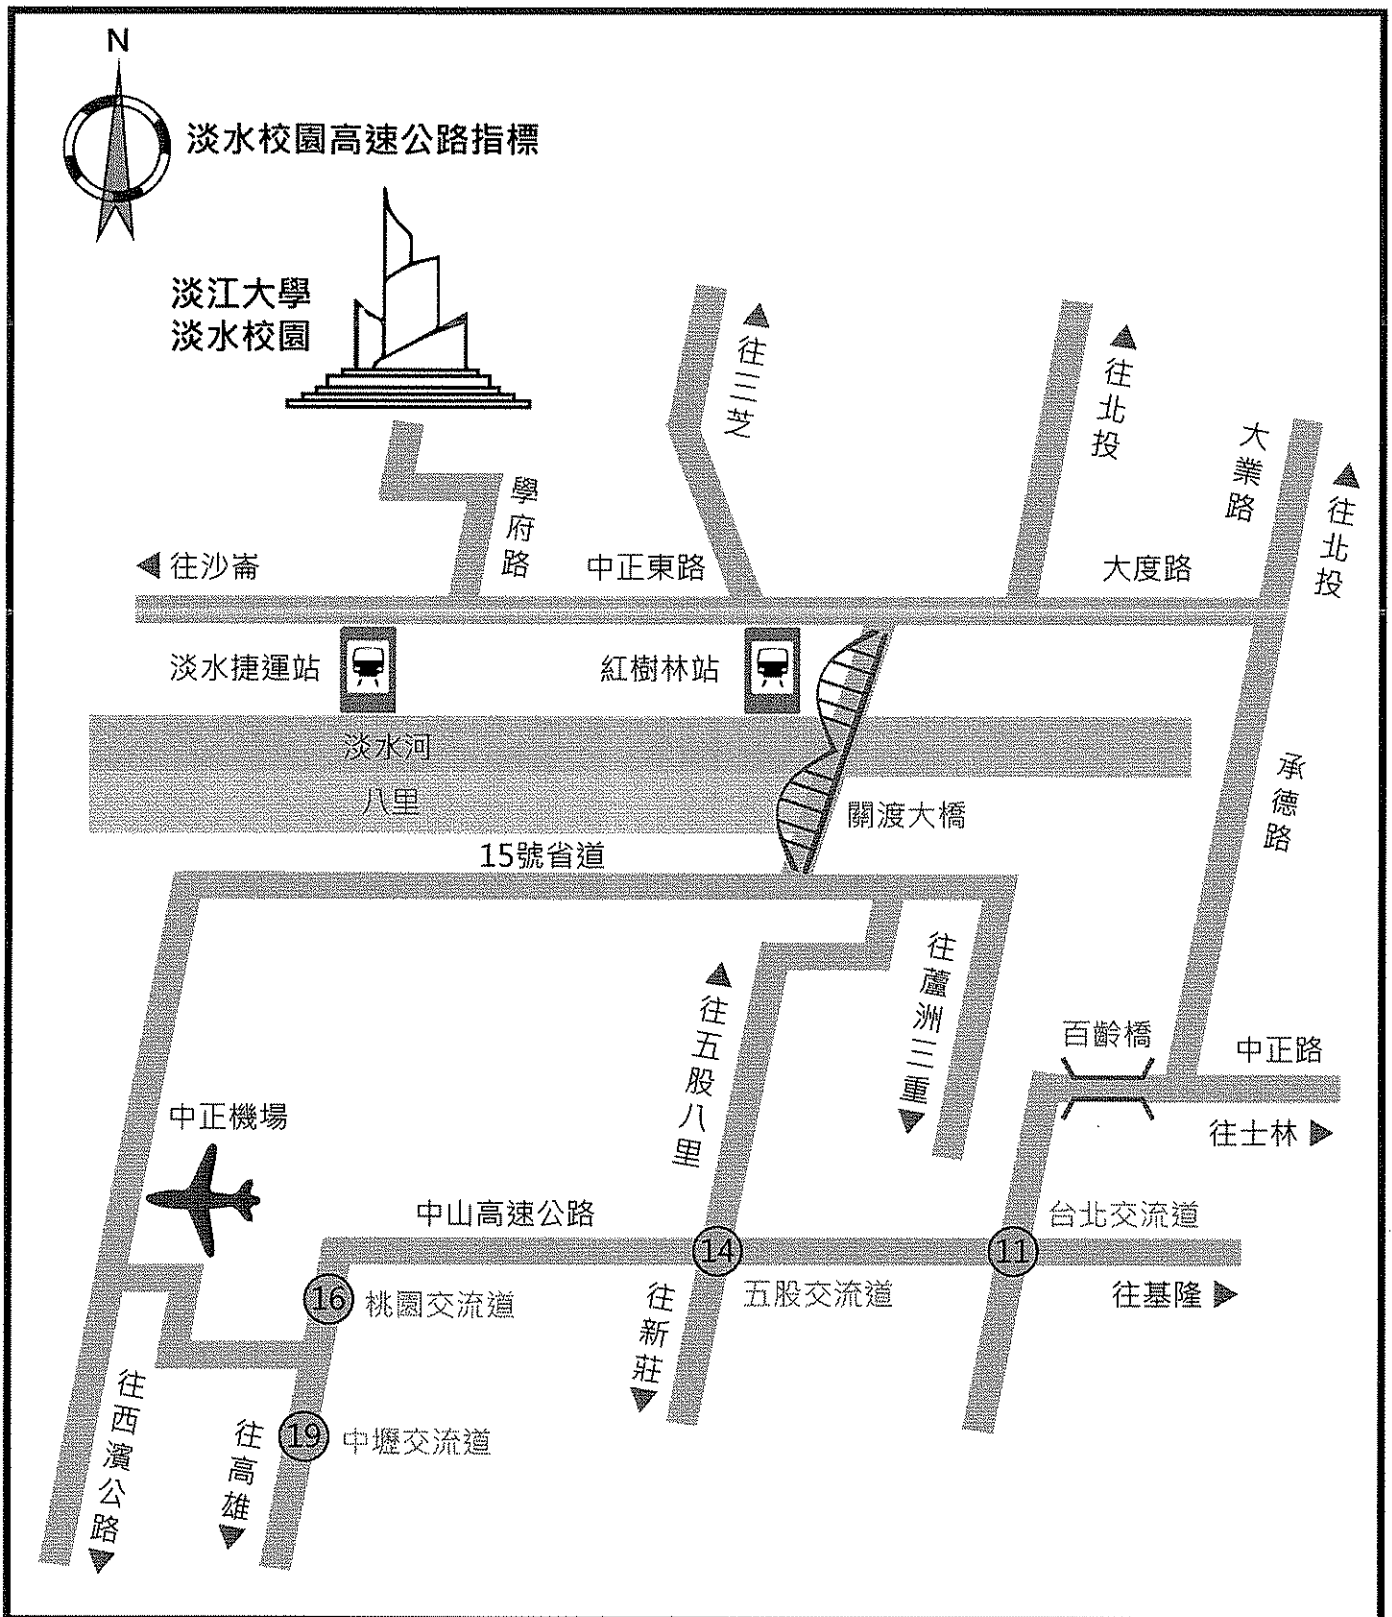 N
淡水校園高速公路指標
淡江大學
淡水校園
往三芝
往北投
大業路
往北投
學府路
往沙崙
中正東路
大度路
淡水捷運站
紅樹林站
淡水河
八里
關渡大橋
承德路
15號省道
往蘆洲三重
往五股八里
百齡橋
中正路
往士林
中正機場
中山高速公路
台北交流道
14
11
16
桃園交流道
五股交流道
往基隆
往新莊
往西濱公路
往高雄
19
中壢交流道